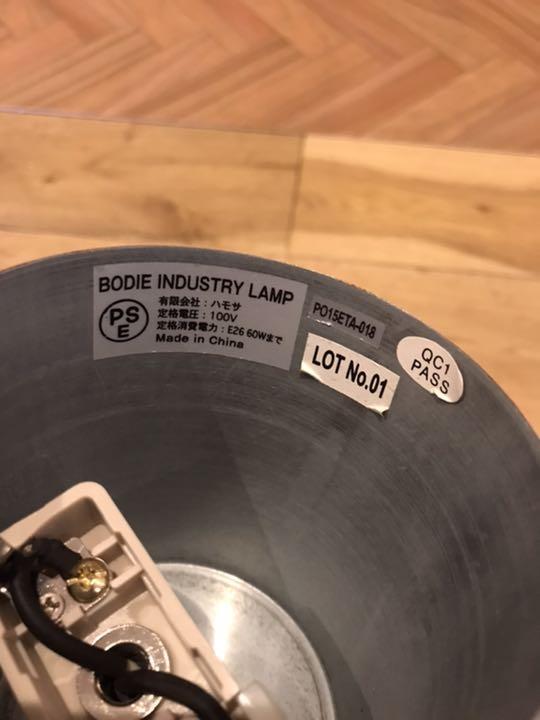 BODIE INDUSTRY LAMP
PS
E
有限会社：ハモサ
定格電圧：100V
定格消費電力：E26 60Wまで
Made in China
PO15ETA-018
LOT No.01
QC1
PASS